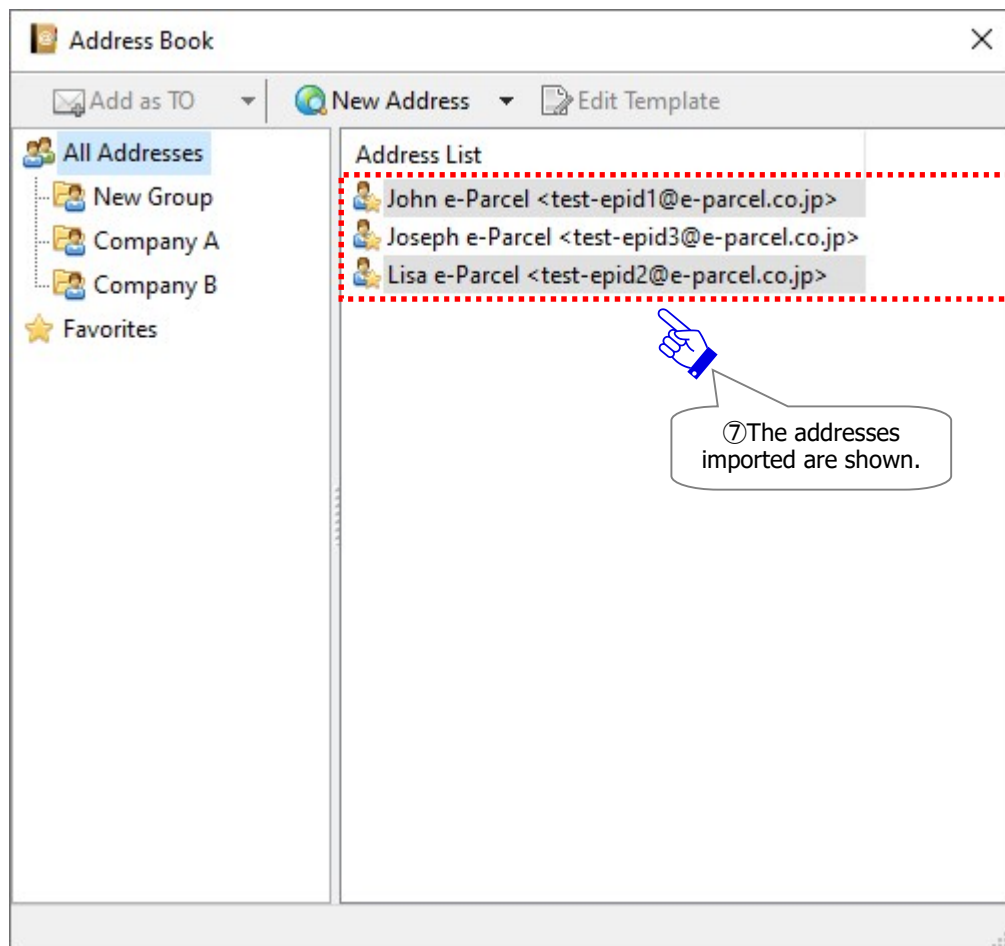 Address Book
Add as TO New Address Edit Template
All Addresses
New Group
Company A
Company B
Favorites
Address List
John e-Parcel <test-epid1@e-parcel.co.jp>
Joseph e-Parcel <test-epid3@e-parcel.co.jp>
Lisa e-Parcel <test-epid2@e-parcel.co.jp>
⑦The addresses
imported are shown.